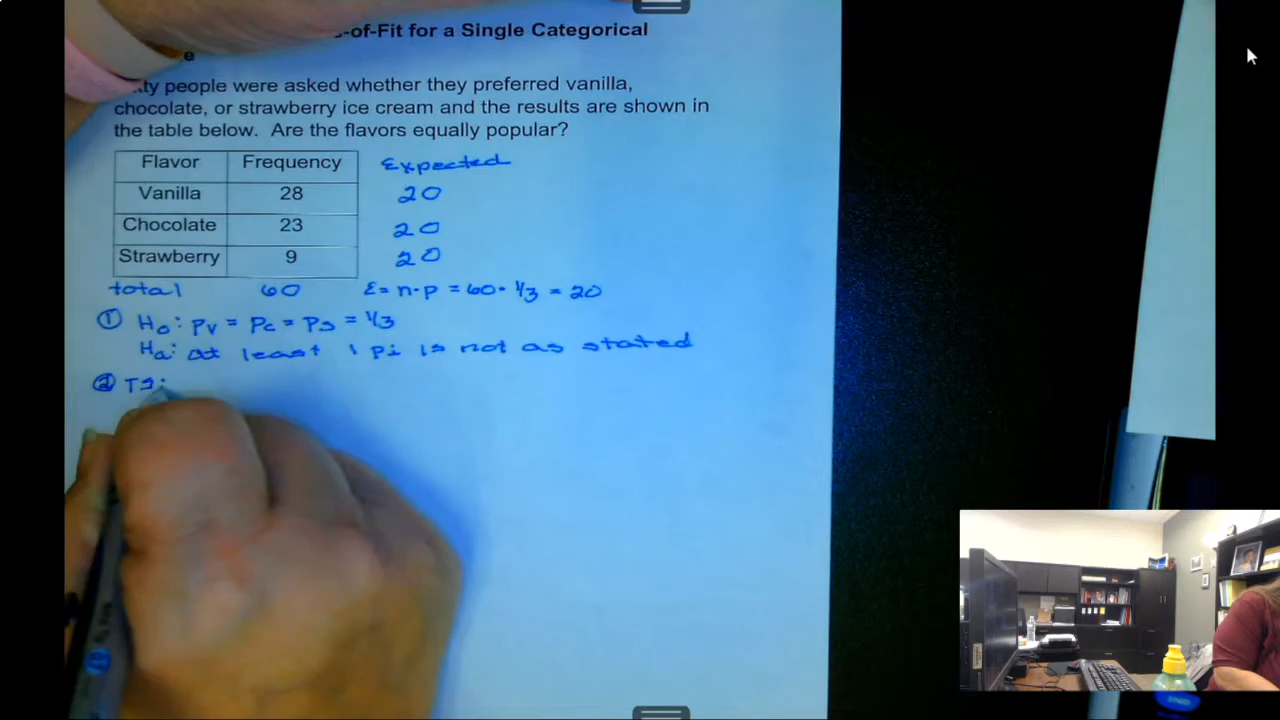 -of-Fit for a Single Categorical
e
ty people were asked whether they preferred vanilla,
chocolate, or strawberry ice cream and the results are shown in
the table below. Are the flavors equally popular?
Flavor Frequency Expected
Vanilla 28 20
Chocolate 23 20
Strawberry 9 20
total 60 ε = n·p = 60·1/3 = 20
① H₀: pv = pc = ps = 1/3
Ha: At least 1 pi is not as stated
② TS: